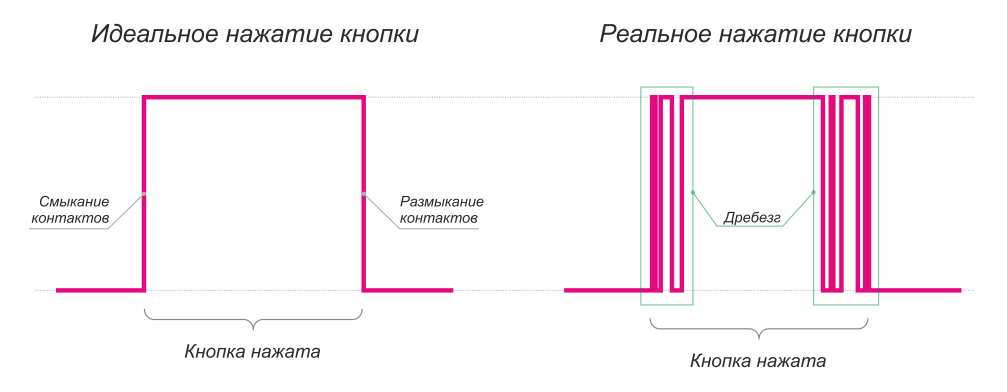 Идеальное нажатие кнопки
Реальное нажатие кнопки
Смыкание
контактов
Размыкание
контактов
Дребезг
Кнопка нажата
Кнопка нажата